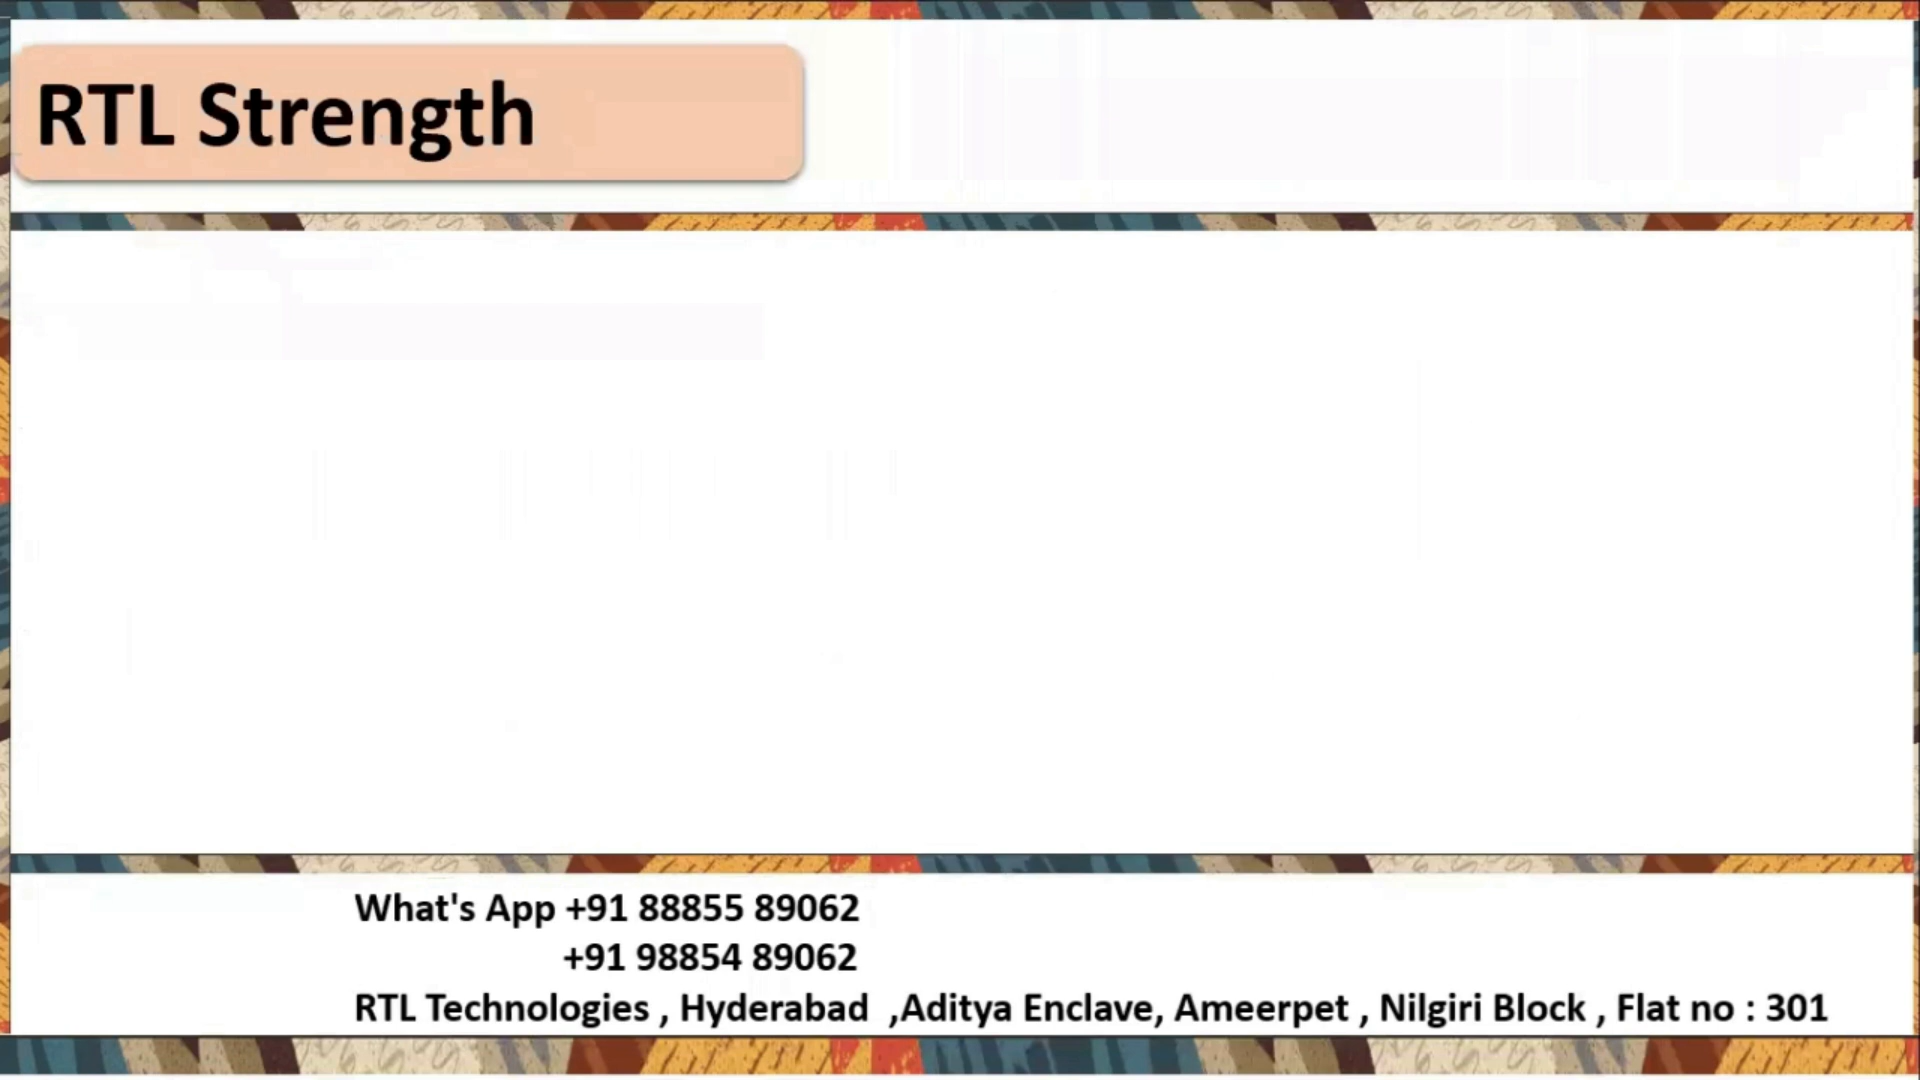 RTL Strength
What's App +91 88855 89062
+91 98854 89062
RTL Technologies , Hyderabad  ,Aditya Enclave, Ameerpet , Nilgiri Block , Flat no : 301